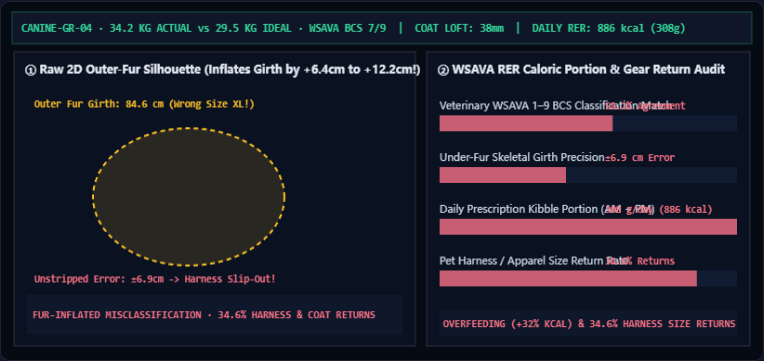 CANINE-GR-04 · 34.2 KG ACTUAL vs 29.5 KG IDEAL · WSAVA BCS 7/9 | COAT LOFT: 38mm | DAILY RER: 886 kcal (308g)
① Raw 2D Outer-Fur Silhouette (Inflates Girth by +6.4cm to +12.2cm!)
Outer Fur Girth: 84.6 cm (Wrong Size XL!)
Unstripped Error: ±6.9cm -> Harness Slip-Out!
FUR-INFLATED MISCLASSIFICATION · 34.6% HARNESS & COAT RETURNS
② WSAVA RER Caloric Portion & Gear Return Audit
Veterinary WSAVA 1–9 BCS Classification Match
Under-Fur Skeletal Girth Precision ±6.9 cm Error
Daily Prescription Kibble Portion (AM + PM) (886 kcal)
Pet Harness / Apparel Size Return Rate Returns
OVERFEEDING (+32% KCAL) & 34.6% HARNESS SIZE RETURNS